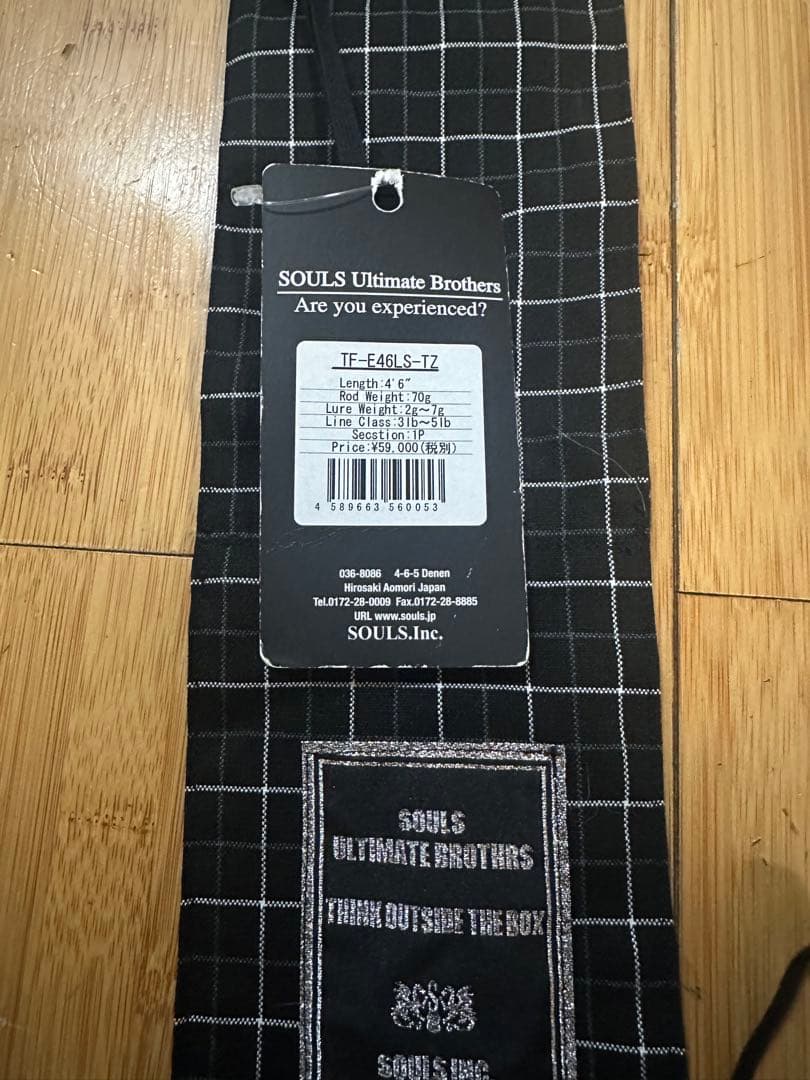 SOULS Ultimate Brothers
Are you experienced?
TF-E46LS-TZ
Length:4'6"
Rod Weight:70g
Lure Weight:2g～7g
Line Class:3lb～5lb
Secstion:1P
Price:¥59,000(税別)
4 589663 560053
036-8086 4-6-5 Denen
Hirosaki Aomori Japan
Tel.0172-28-0009 Fax.0172-28-8885
URL www.souls.jp
SOULS.Inc.
SOULS
ULTIMATE BROTHRS
THINK OUTSIDE THE BOX
SOULS INC.